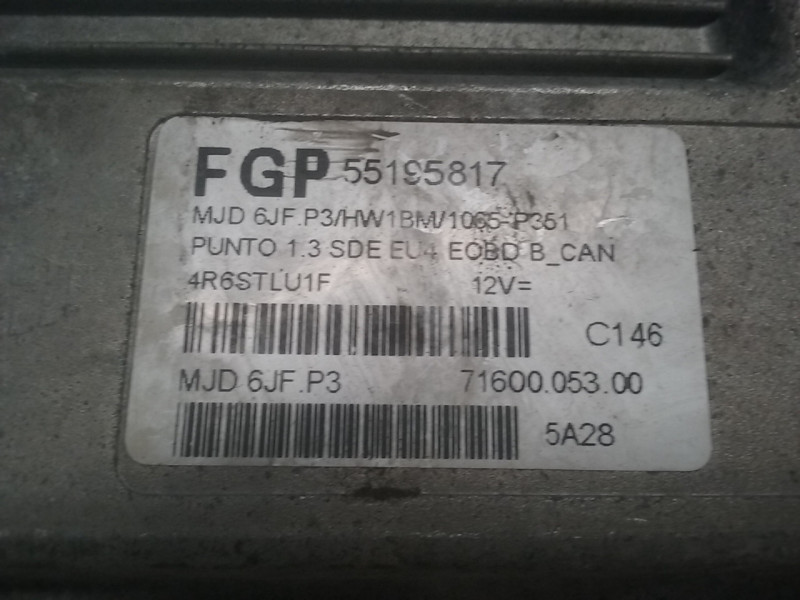 FGP 55195817
MJD 6JF.P3/HW1BM/1065-P351
PUNTO 1.3 SDE EU4 EOBD B_CAN
4R6STLU1F 12V=
C146
MJD 6JF.P3 71600.053.00
5A28